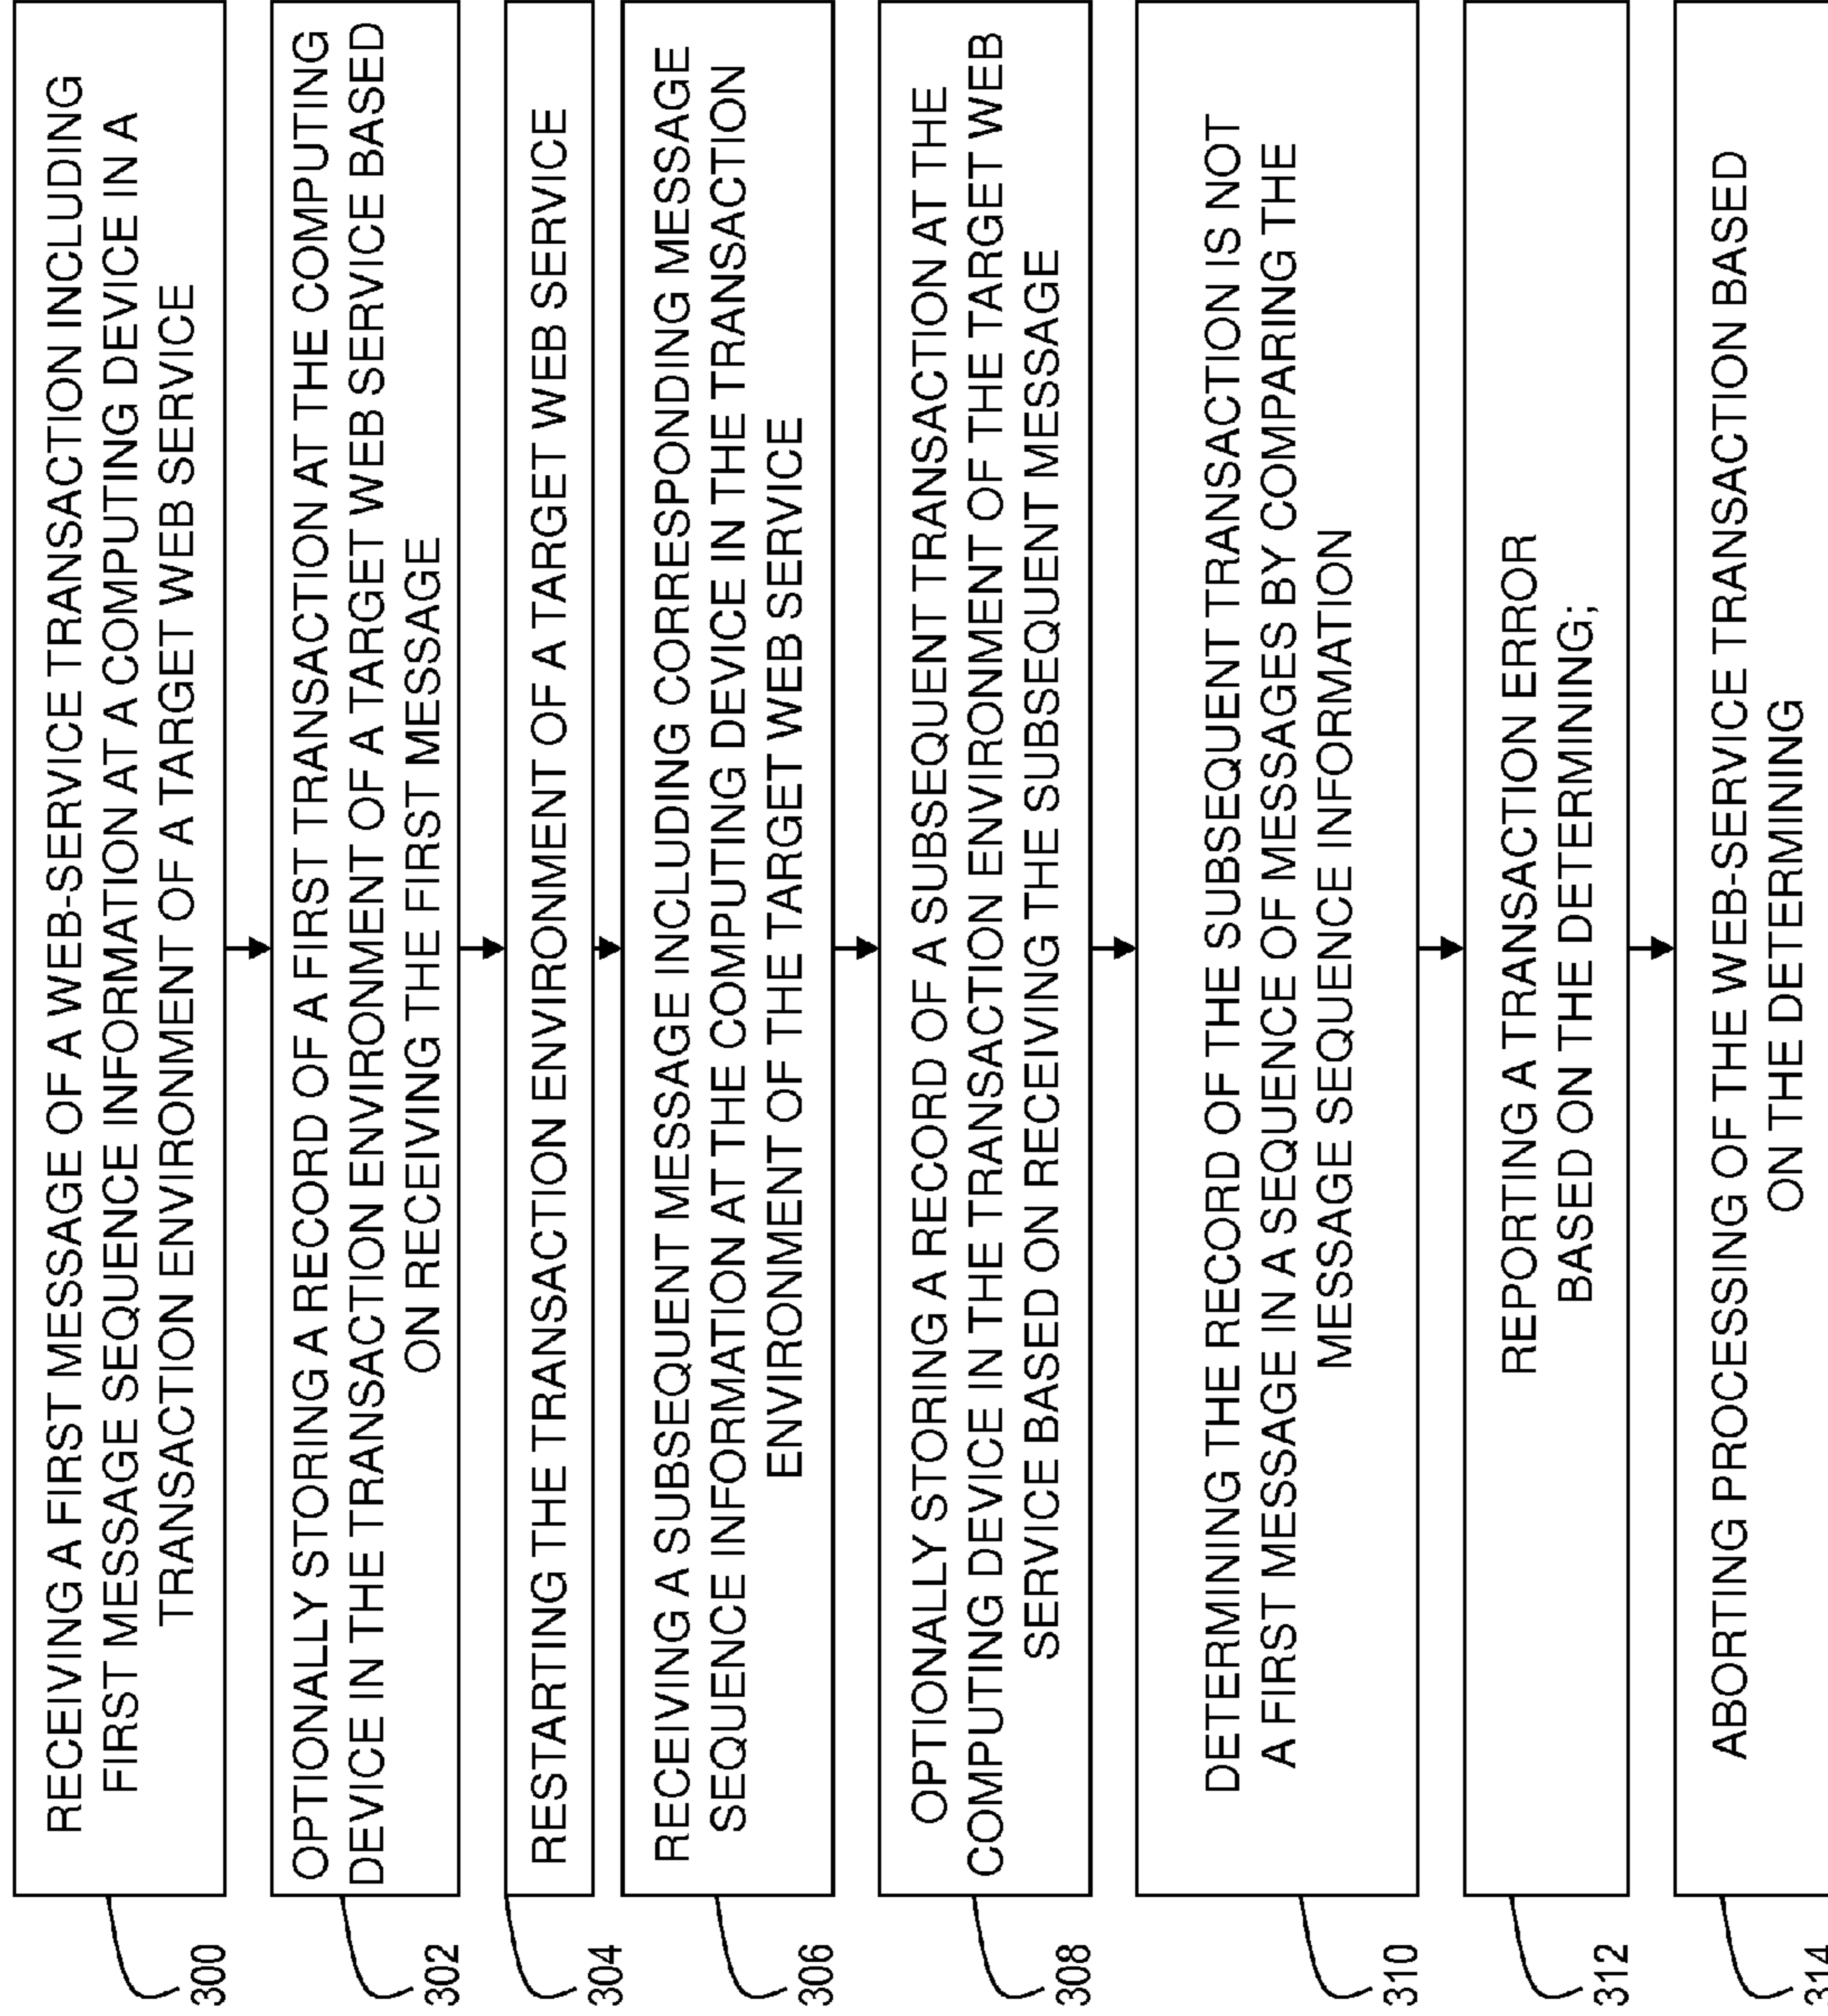 RECEIVING A FIRST MESSAGE OF A WEB-SERVICE TRANSACTION INCLUDING
FIRST MESSAGE SEQUENCE INFORMATION AT A COMPUTING DEVICE IN A
TRANSACTION ENVIRONMENT OF A TARGET WEB SERVICE
300
OPTIONALLY STORING A RECORD OF A FIRST TRANSACTION AT THE COMPUTING
DEVICE IN THE TRANSACTION ENVIRONMENT OF A TARGET WEB SERVICE BASED
ON RECEIVING THE FIRST MESSAGE
302
RESTARTING THE TRANSACTION ENVIRONMENT OF A TARGET WEB SERVICE
304
RECEIVING A SUBSEQUENT MESSAGE INCLUDING CORRESPONDING MESSAGE
SEQUENCE INFORMATION AT THE COMPUTING DEVICE IN THE TRANSACTION
ENVIRONMENT OF THE TARGET WEB SERVICE
306
OPTIONALLY STORING A RECORD OF A SUBSEQUENT TRANSACTION AT THE
COMPUTING DEVICE IN THE TRANSACTION ENVIRONMENT OF THE TARGET WEB
SERVICE BASED ON RECEIVING THE SUBSEQUENT MESSAGE
308
DETERMINING THE RECORD OF THE SUBSEQUENT TRANSACTION IS NOT
A FIRST MESSAGE IN A SEQUENCE OF MESSAGES BY COMPARING THE
MESSAGE SEQUENCE INFORMATION
310
REPORTING A TRANSACTION ERROR
BASED ON THE DETERMINING;
312
ABORTING PROCESSING OF THE WEB-SERVICE TRANSACTION BASED
ON THE DETERMINING
314